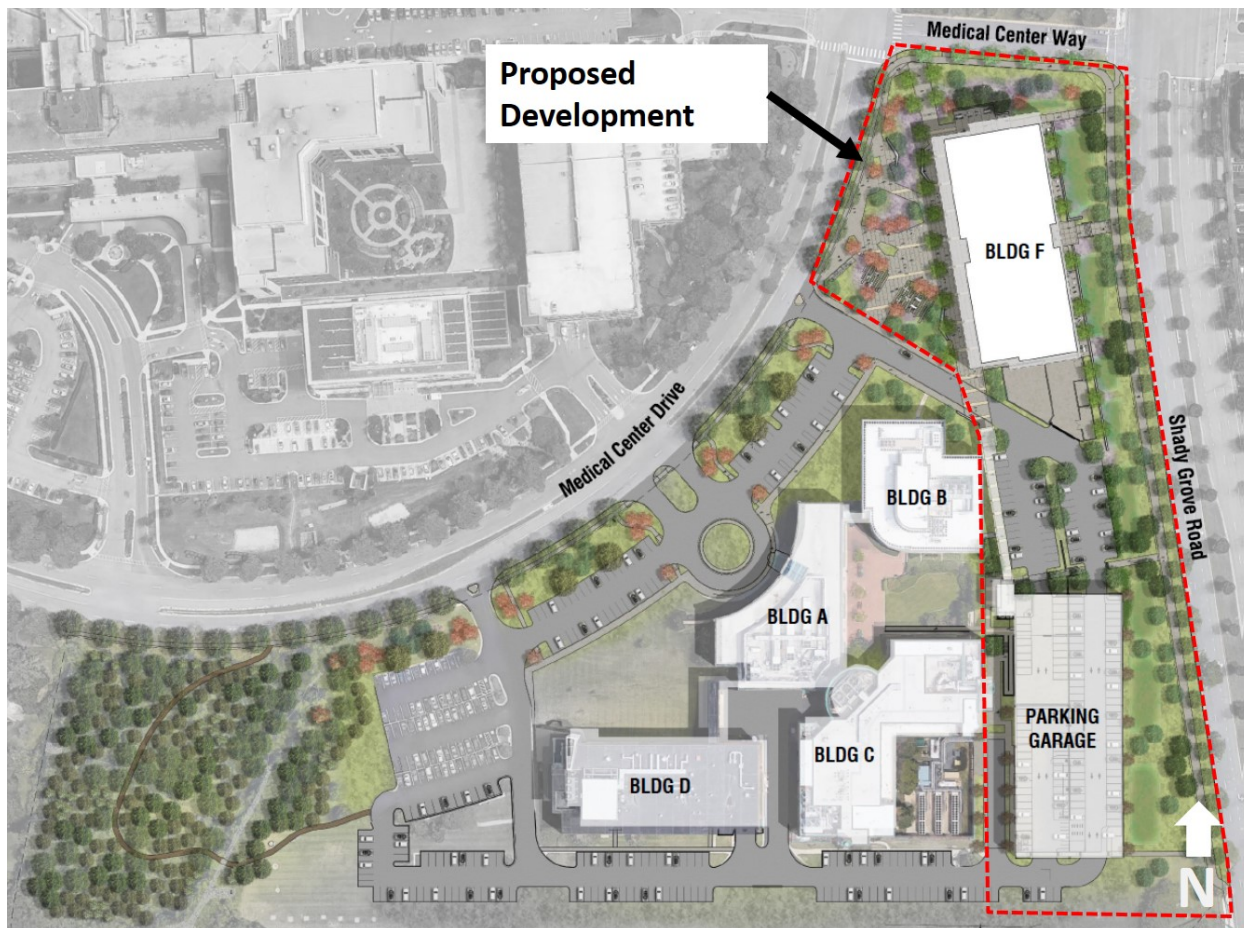 Medical Center Way
Proposed
Development
BLDG F
Medical Center Drive
Shady Grove Road
BLDG B
BLDG A
PARKING
GARAGE
BLDG C
BLDG D
N